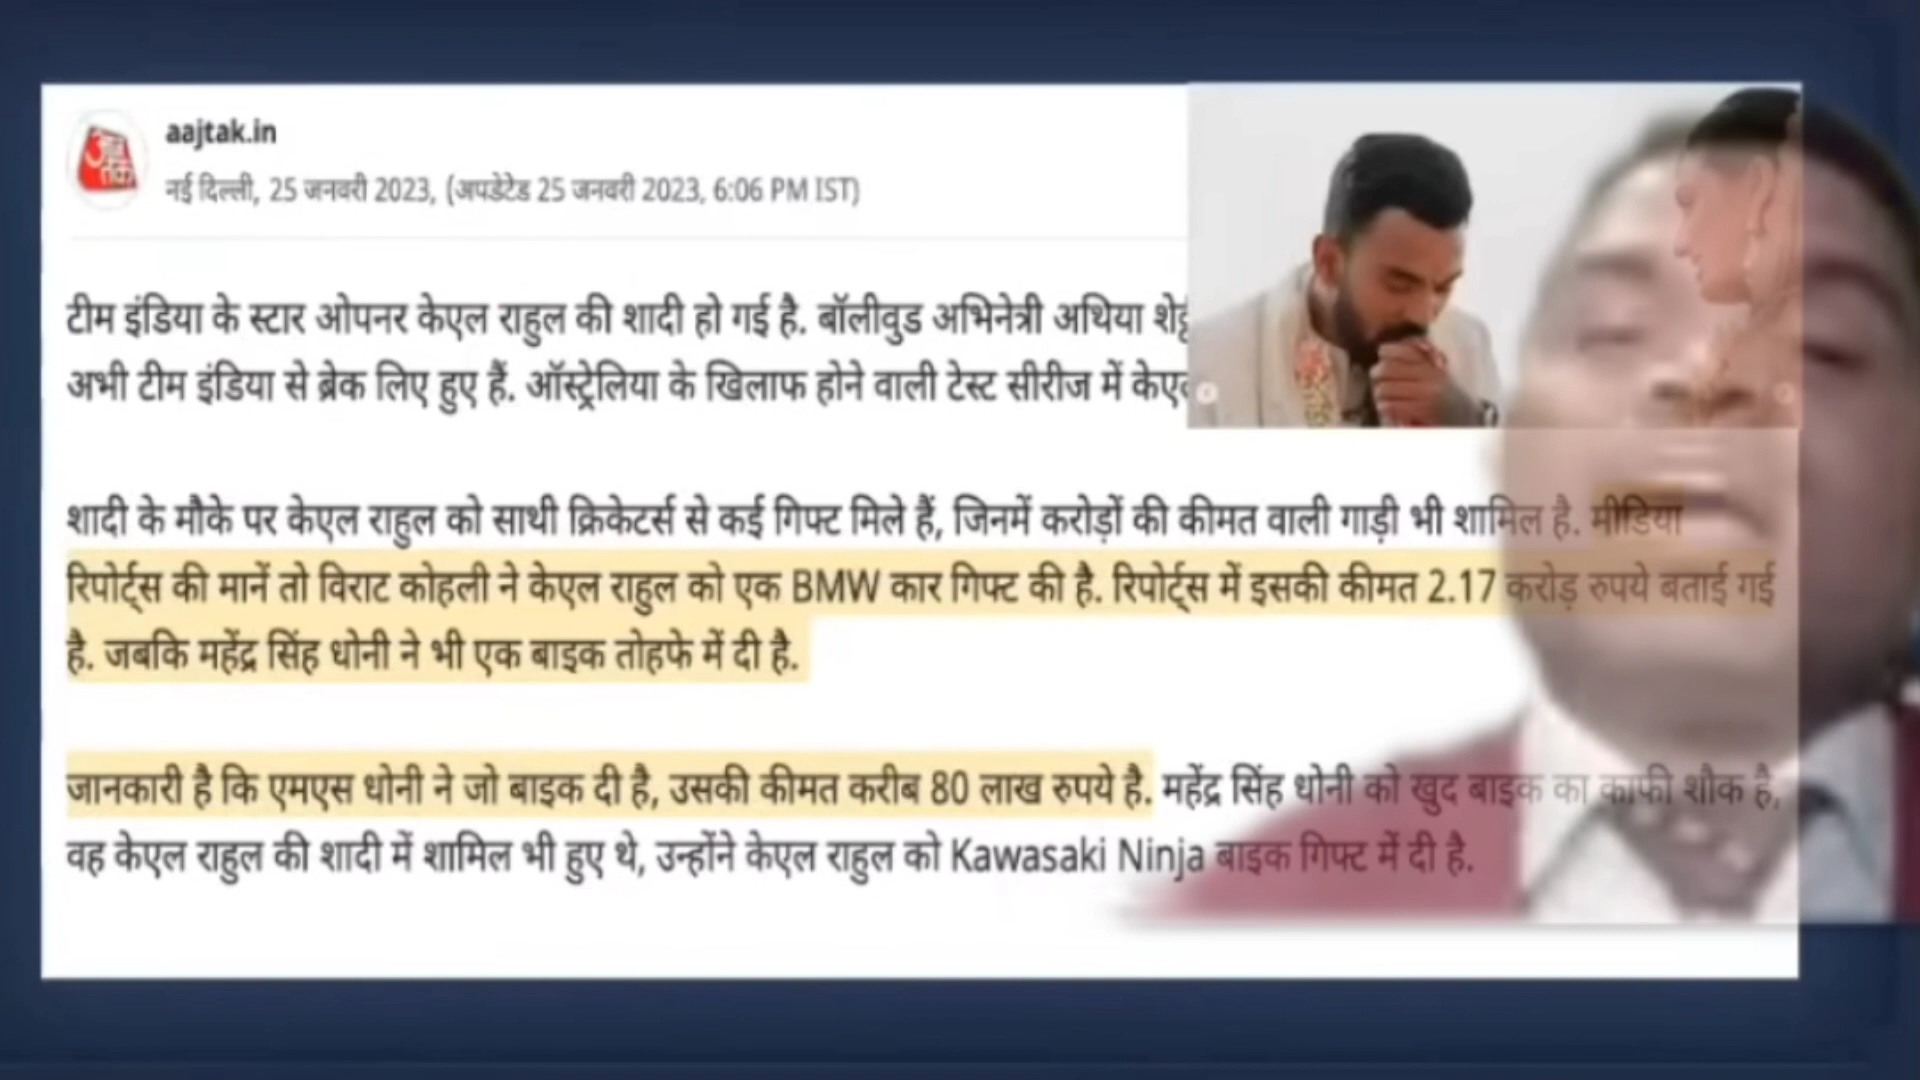 आज तक
aajtak.in
नई दिल्ली, 25 जनवरी 2023, (अपडेटेड 25 जनवरी 2023, 6:06 PM IST)
टीम इंडिया के स्टार ओपनर केएल राहुल की शादी हो गई है. बॉलीवुड अभिनेत्री अथिया
अभी टीम इंडिया से ब्रेक लिए हुए हैं. ऑस्ट्रेलिया के खिलाफ होने वाली टेस्ट सीरीज में
शादी के मौके पर केएल राहुल को साथी क्रिकेटर्स से कई गिफ्ट मिले हैं, जिनमें करोड़ों की कीमत वाली गाड़ी भी शामिल है. मीडिया
रिपोर्ट्स की मानें तो विराट कोहली ने केएल राहुल को एक BMW कार गिफ्ट की है. रिपोर्ट्स में इसकी कीमत 2.17 करोड़ रुपये बताई गई
है. जबकि महेंद्र सिंह धोनी ने भी एक बाइक तोहफे में दी है.
जानकारी है कि एमएस धोनी ने जो बाइक दी है, उसकी कीमत करीब 80 लाख रुपये है. महेंद्र सिंह धोनी को खुद बाइक का काफी शौक है,
वह केएल राहुल की शादी में शामिल भी हुए थे, उन्होंने केएल राहुल को Kawasaki Ninja बाइक गिफ्ट में दी है.